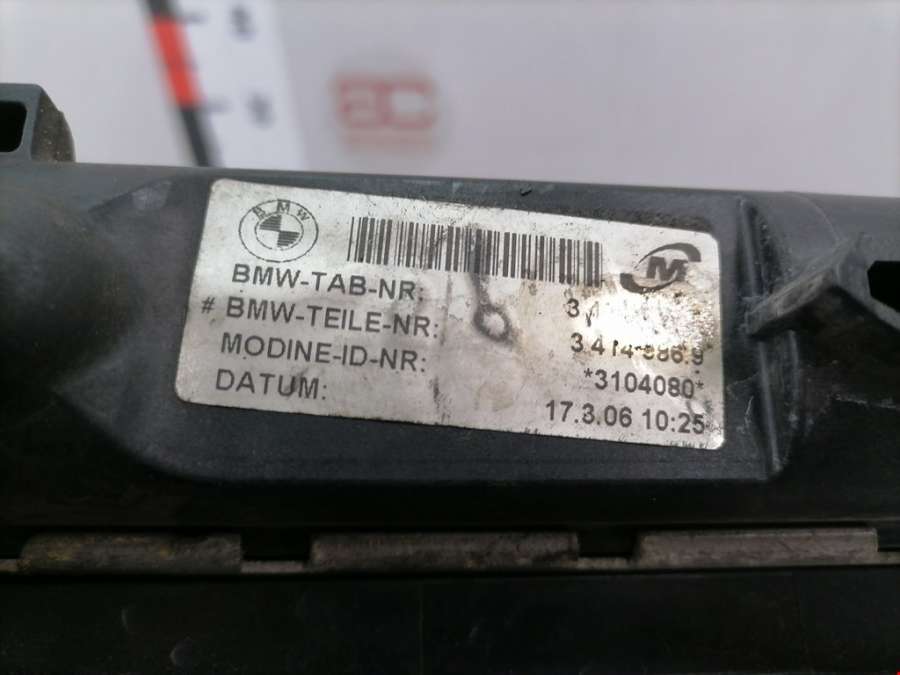 BMW
M
BMW-TAB-NR:
# BMW-TEILE-NR:
MODINE-ID-NR: *3104080*
DATUM: 17.3.06 10:25